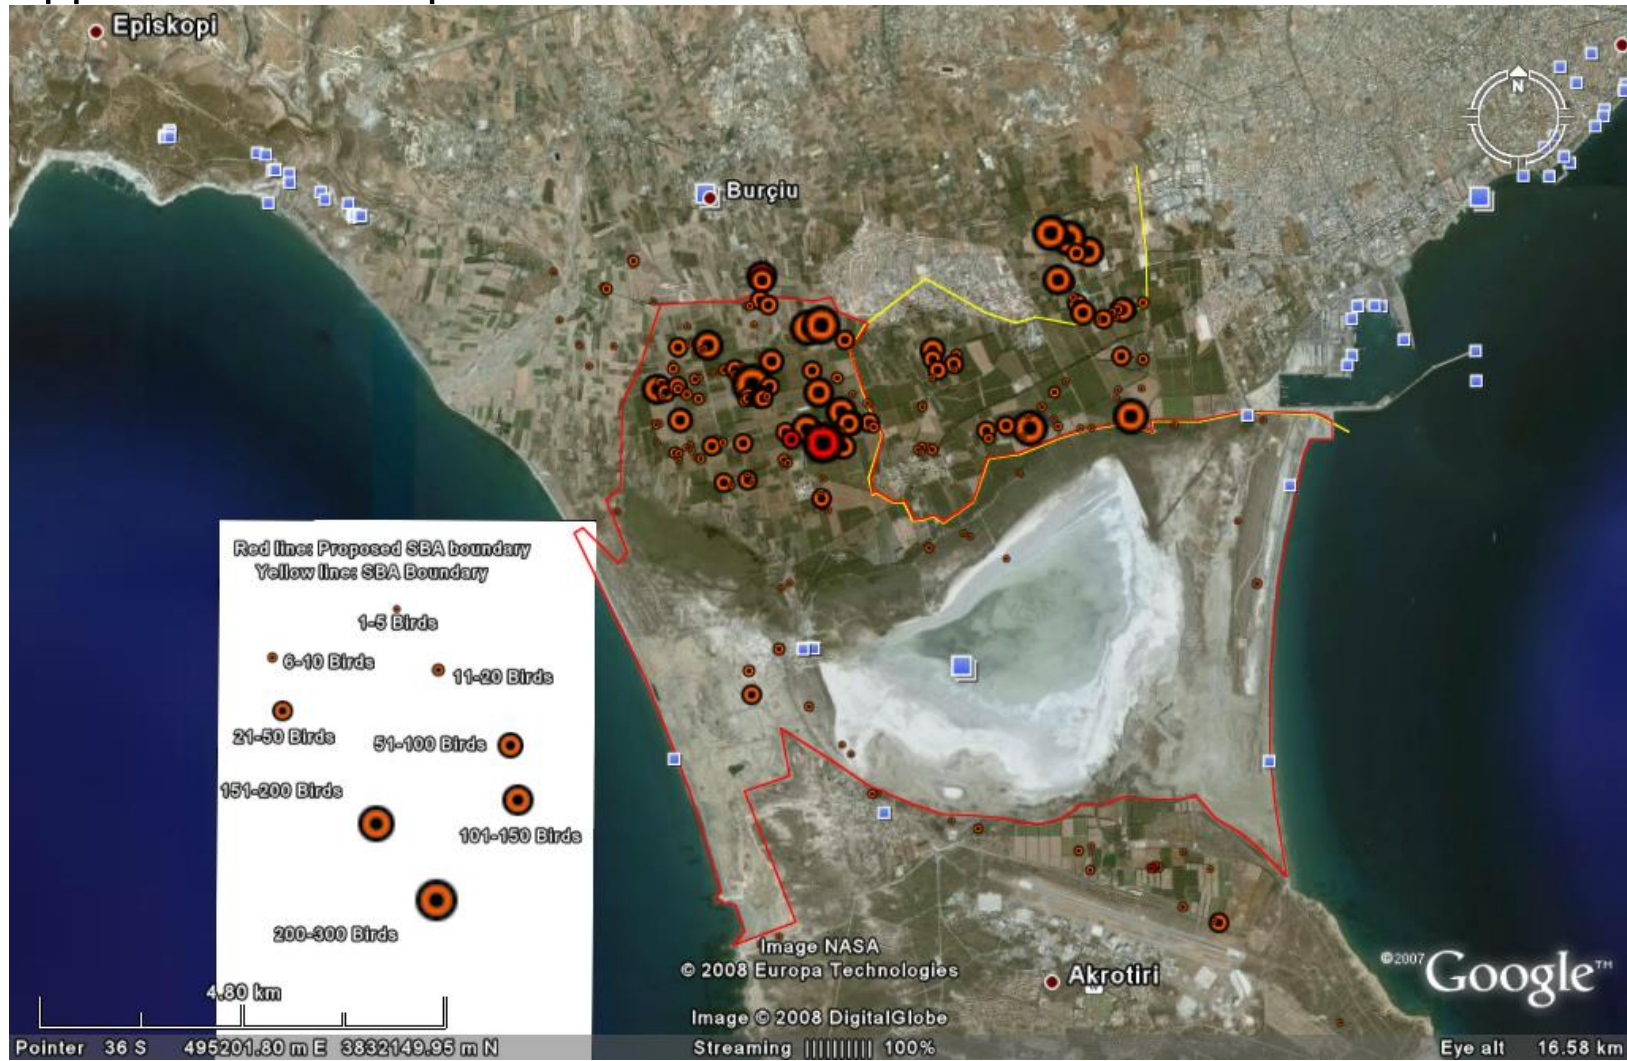 Episkopi
N
Burçiu
Red line: Proposed SBA boundary
Yellow line: SBA Boundary
1-5 Birds
6-10 Birds
11-20 Birds
21-50 Birds
51-100 Birds
151-200 Birds
101-150 Birds
200-300 Birds
Image NASA
© 2008 Europa Technologies
Akrotiri
©2007 Google™
4.80 km
Image © 2008 DigitalGlobe
Pointer 36 S 495201.80 m E 3832149.95 m N Streaming |||||||||| 100% Eye alt 16.58 km